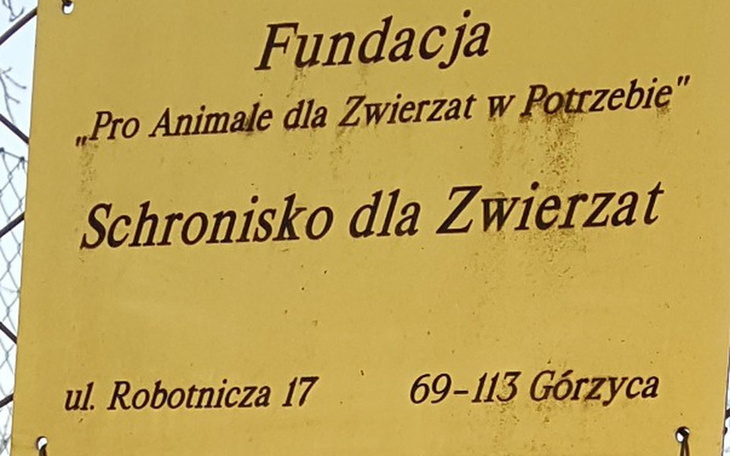 Fundacja
„Pro Animale dla Zwierzat w Potrzebie"
Schronisko dla Zwierzat
ul. Robotnicza 17 69-113 Górzyca